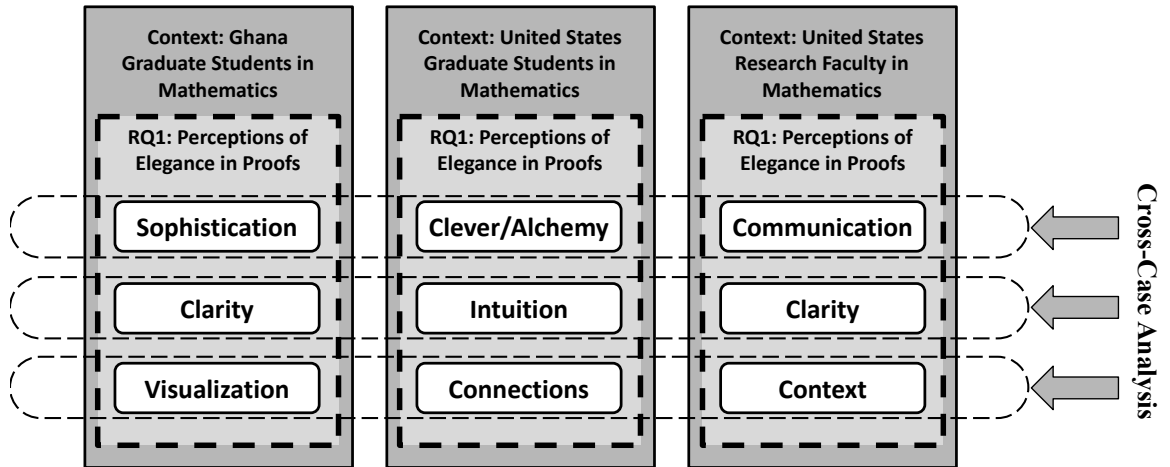 Context: Ghana
Graduate Students in
Mathematics
RQ1: Perceptions of
Elegance in Proofs
Sophistication
Clarity
Visualization
Context: United States
Graduate Students in
Mathematics
RQ1: Perceptions of
Elegance in Proofs
Clever/Alchemy
Intuition
Connections
Context: United States
Research Faculty in
Mathematics
RQ1: Perceptions of
Elegance in Proofs
Communication
Clarity
Context
Cross-Case Analysis